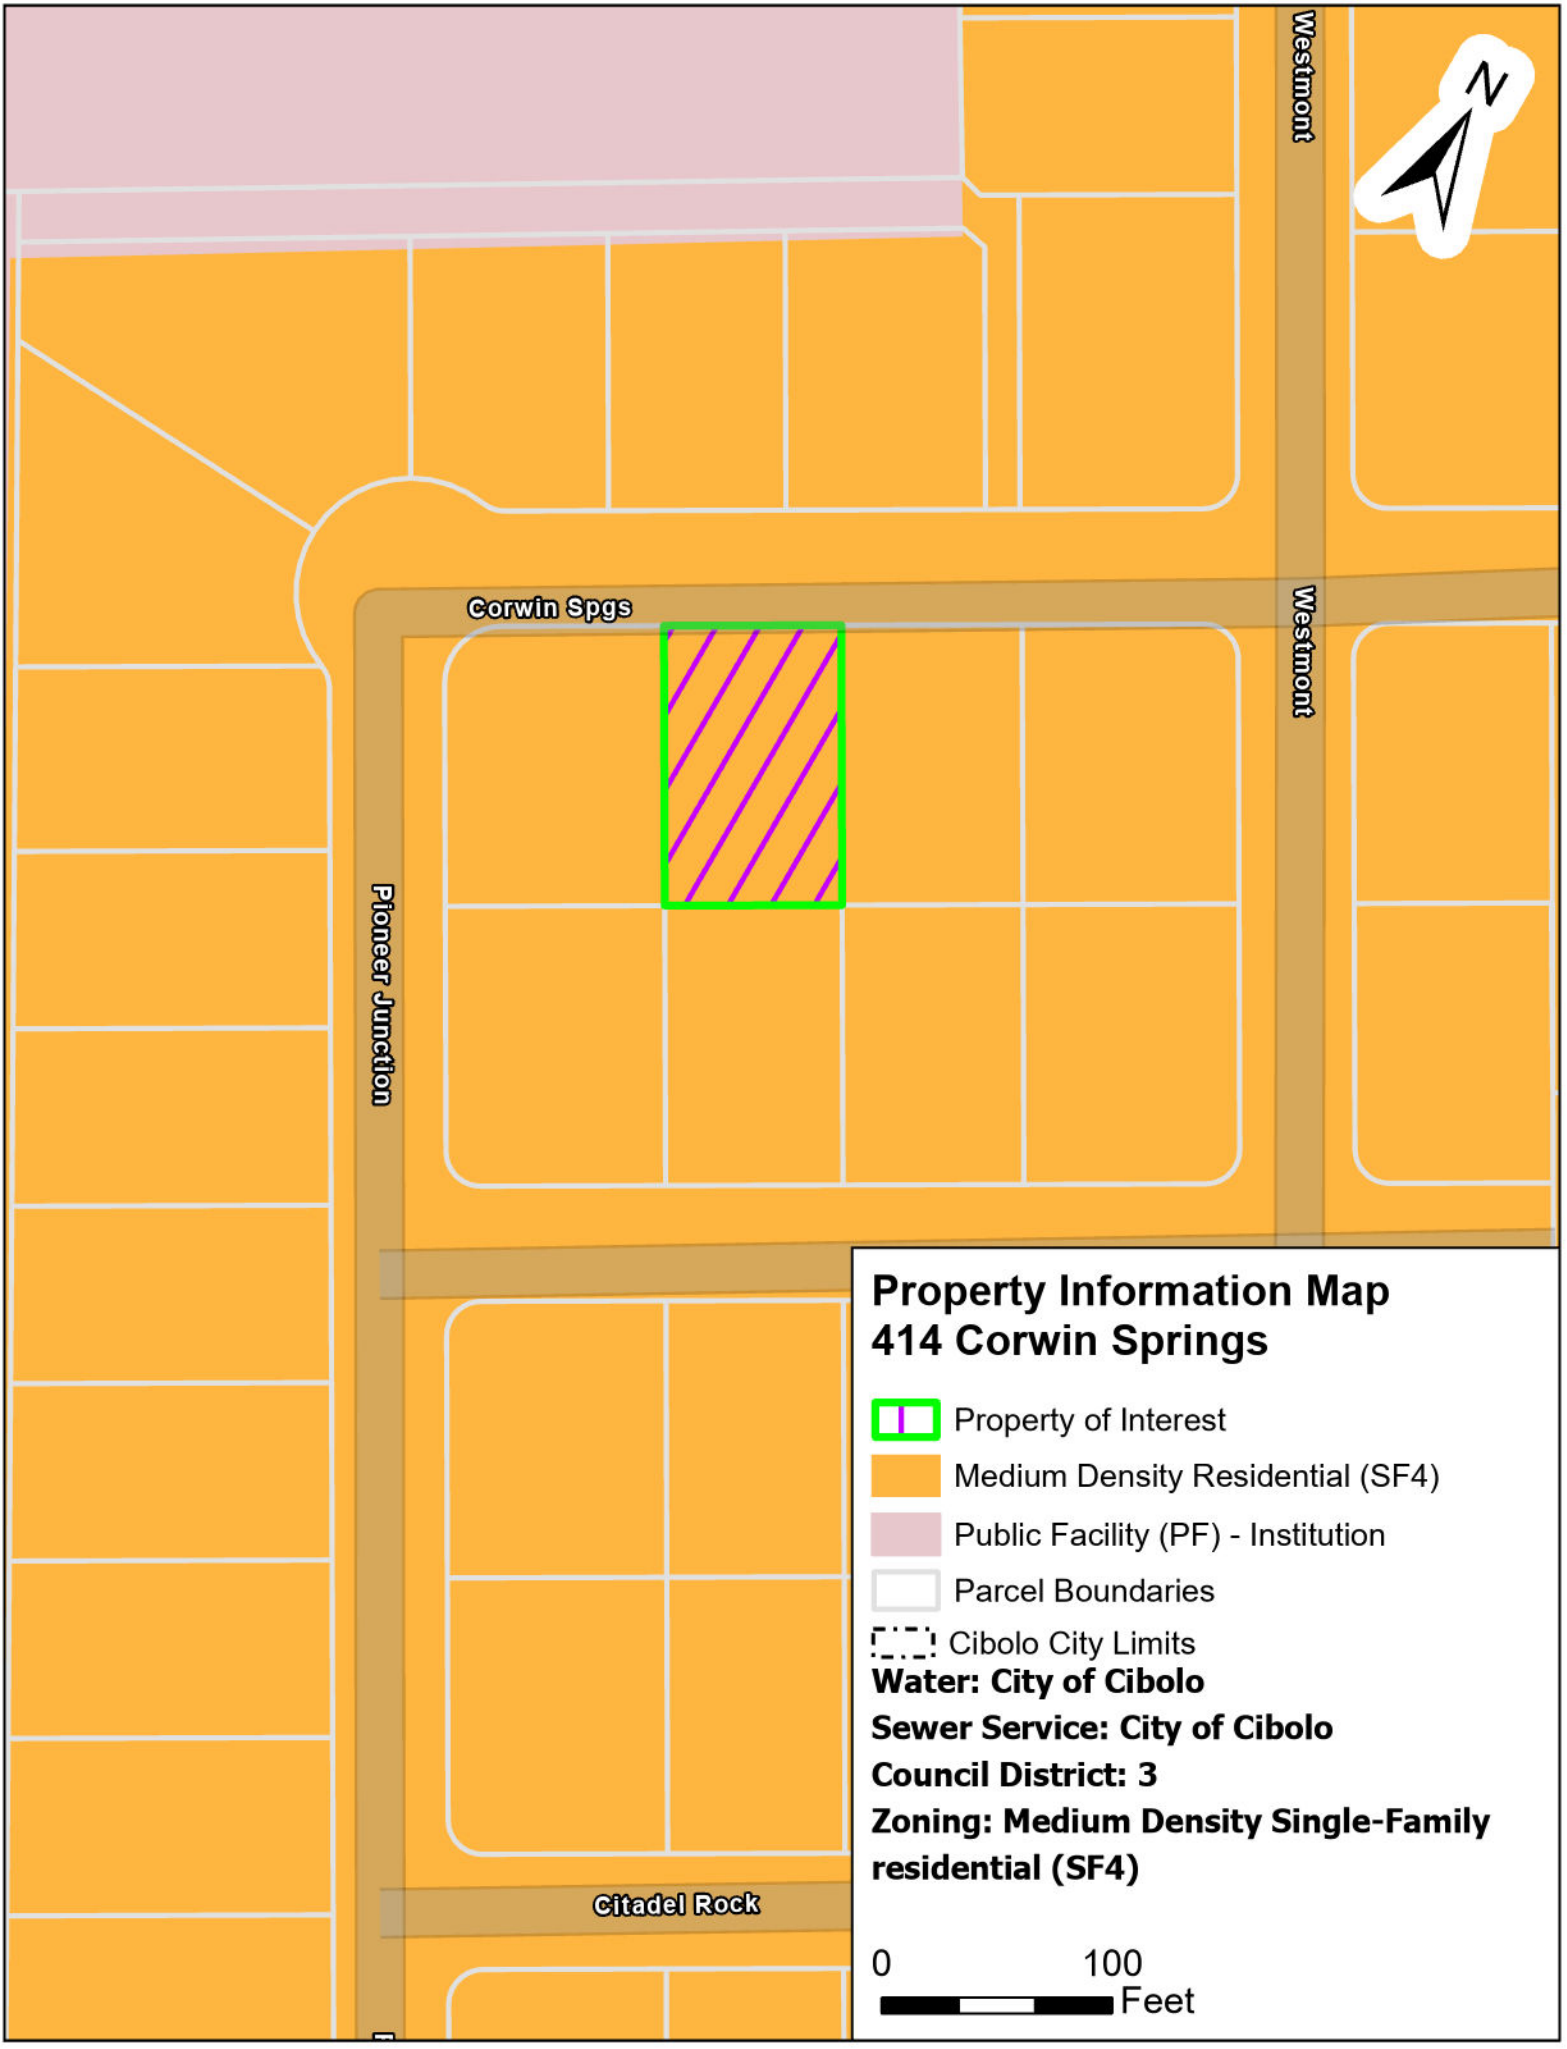 Westmont
N
Corwin Spgs
Westmont
Pioneer Junction
Property Information Map
414 Corwin Springs
Property of Interest
Medium Density Residential (SF4)
Public Facility (PF) - Institution
Parcel Boundaries
Cibolo City Limits
Water: City of Cibolo
Sewer Service: City of Cibolo
Council District: 3
Zoning: Medium Density Single-Family
residential (SF4)
Citadel Rock
0 100
Feet